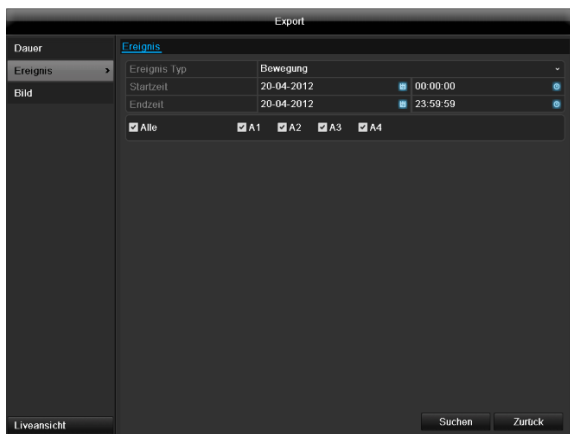 Export
Dauer
Ereignis
Bild
Ereignis
Ereignis Typ Bewegung
Startzeit 20-04-2012 00:00:00
Endzeit 20-04-2012 23:59:59
Alle A1 A2 A3 A4
Suchen Zurück
Liveansicht